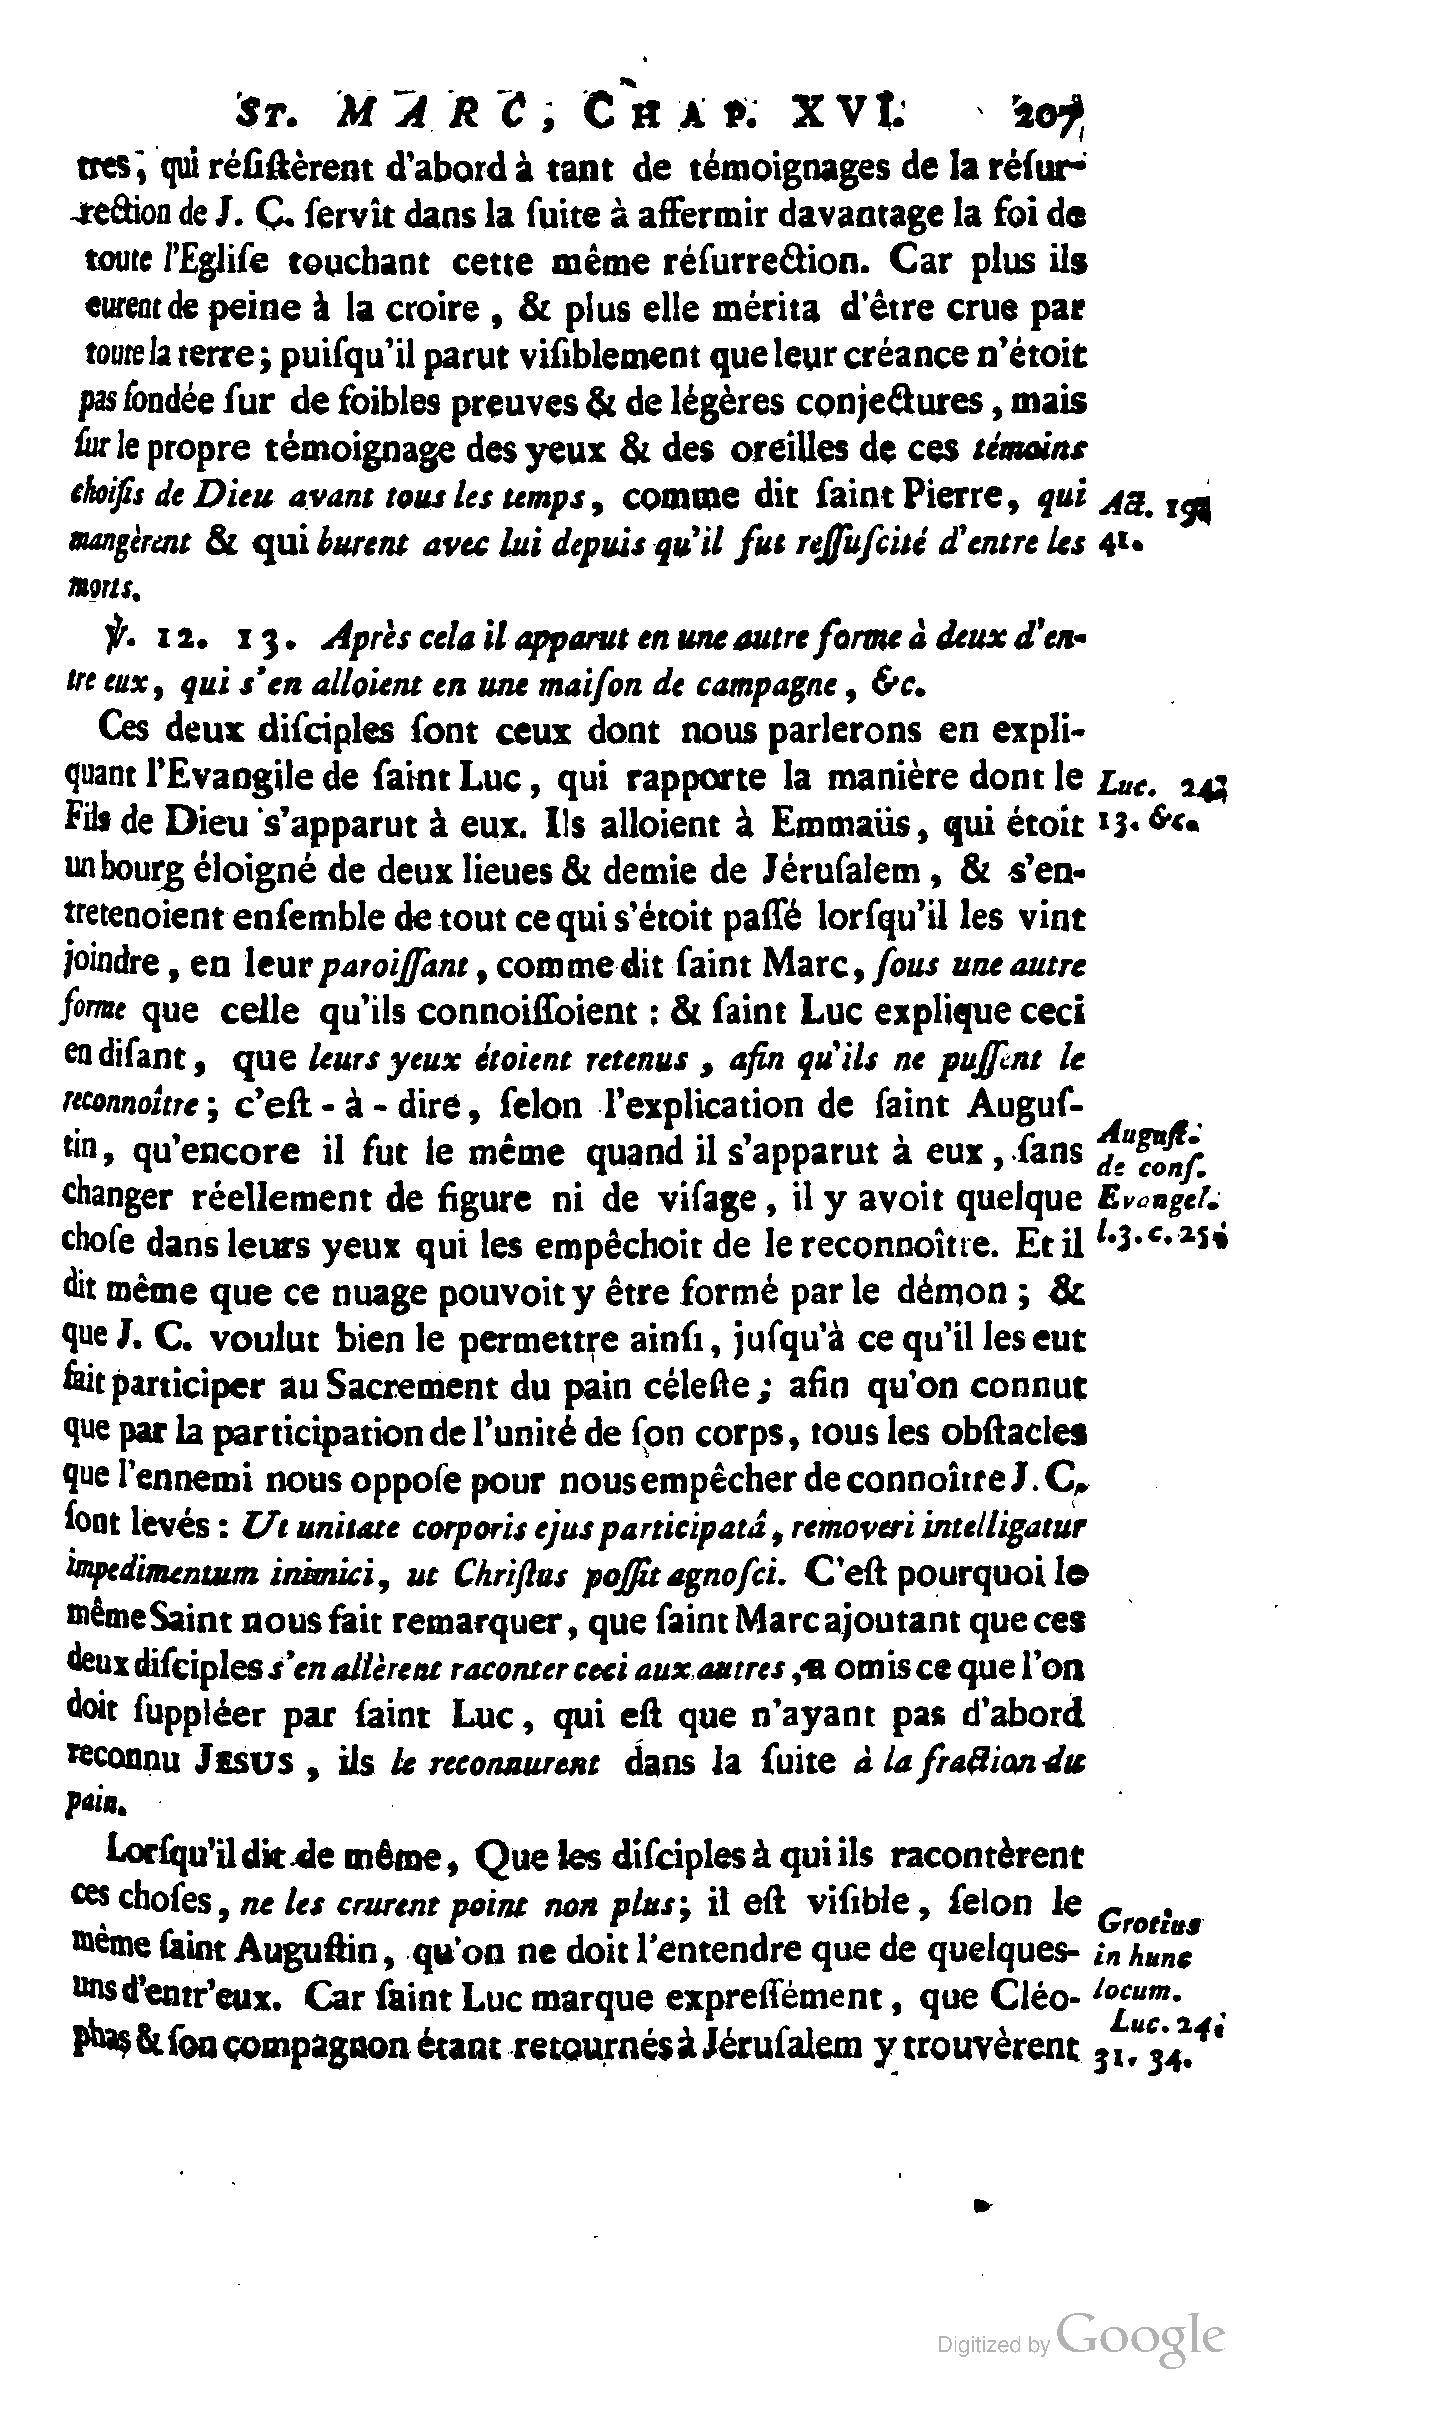 ST. MARC, CHAP. XVI. 207
tres, qui réſiſtèrent d'abord à tant de témoignages de la réſur-
rection de J. C. ſervît dans la ſuite à affermir davantage la foi de
toute l'Egliſe touchant cette même réſurrection. Car plus ils
eurent de peine à la croire, & plus elle mérita d'être crue par
toute la terre; puiſqu'il parut viſiblement que leur créance n'étoit
pas fondée ſur de foibles preuves & de légères conjectures, mais
ſur le propre témoignage des yeux & des oreilles de ces témoins
choiſis de Dieu avant tous les temps, comme dit ſaint Pierre, qui
Act.
mangèrent & qui burent avec lui depuis qu'il fut reſſuſcité d'entre les
41.
morts.
℣. 12. 13. Après cela il apparut en une autre forme à deux d'en-
tre eux, qui s'en alloient en une maiſon de campagne, &c.
Ces deux diſciples ſont ceux dont nous parlerons en expli-
quant l'Evangile de ſaint Luc, qui rapporte la manière dont le
Luc. 24.
Fils de Dieu s'apparut à eux. Ils alloient à Emmaüs, qui étoit
13. &c.
un bourg éloigné de deux lieues & demie de Jéruſalem, & s'en-
tretenoient enſemble de tout ce qui s'étoit paſſé lorſqu'il les vint
joindre, en leur paroiſſant, comme dit ſaint Marc, ſous une autre
forme que celle qu'ils connoiſſoient : & ſaint Luc explique ceci
en diſant, que leurs yeux étoient retenus, afin qu'ils ne puſſent le
reconnoître; c'eſt-à-dire, ſelon l'explication de ſaint Auguſ-
tin, qu'encore il fut le même quand il s'apparut à eux, ſans
changer réellement de figure ni de viſage, il y avoit quelque
choſe dans leurs yeux qui les empêchoit de le reconnoître. Et il
Auguſt.
de conſ.
Evangel.
l. 3. c. 25.
dit même que ce nuage pouvoit y être formé par le démon; &
que J. C. voulut bien le permettre ainſi, juſqu'à ce qu'il les eut
fait participer au Sacrement du pain céleſte; afin qu'on connut
que par la participation de l'unité de ſon corps, tous les obſtacles
que l'ennemi nous oppoſe pour nous empêcher de connoître J. C.
ſont levés : Ut unitate corporis ejus participatâ, removeri intelligatur
impedimentum inimici, ut Chriſtus poſſit agnoſci. C'eſt pourquoi le
même Saint nous fait remarquer, que ſaint Marc ajoutant que ces
deux diſciples s'en allèrent raconter ceci aux autres, a omis ce que l'on
doit ſuppléer par ſaint Luc, qui eſt que n'ayant pas d'abord
reconnu JESUS, ils le reconnurent dans la ſuite à la fraction du
pain.
Lorſqu'il dit de même, Que les diſciples à qui ils racontèrent
ces choſes, ne les crurent point non plus; il eſt viſible, ſelon le
même ſaint Auguſtin, qu'on ne doit l'entendre que de quelques-
uns d'entr'eux. Car ſaint Luc marque expreſſément, que Cléo-
phas & ſon compagnon étant retournés à Jéruſalem y trouvèrent
Grotius
in hunc
locum.
Luc. 24.
31. 34.
Digitized by Google